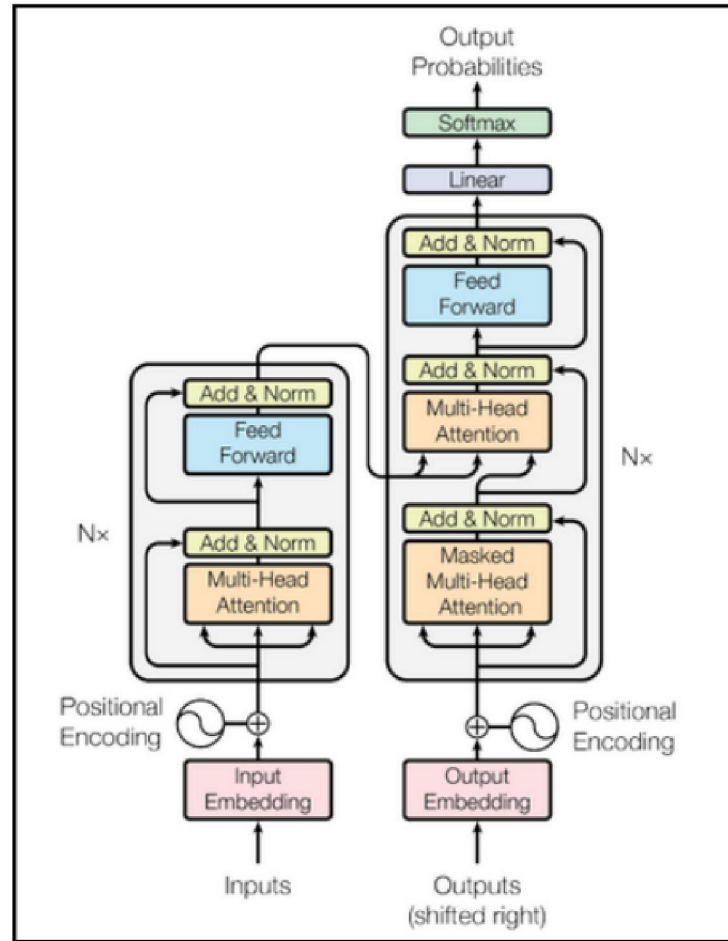 Output
Probabilities
Softmax
Linear
Add & Norm
Feed
Forward
Add & Norm
Multi-Head
Attention
Add & Norm
Masked
Multi-Head
Attention
Nx
Add & Norm
Feed
Forward
Add & Norm
Multi-Head
Attention
Nx
Positional
Encoding
Positional
Encoding
Input
Embedding
Output
Embedding
Inputs
Outputs
(shifted right)